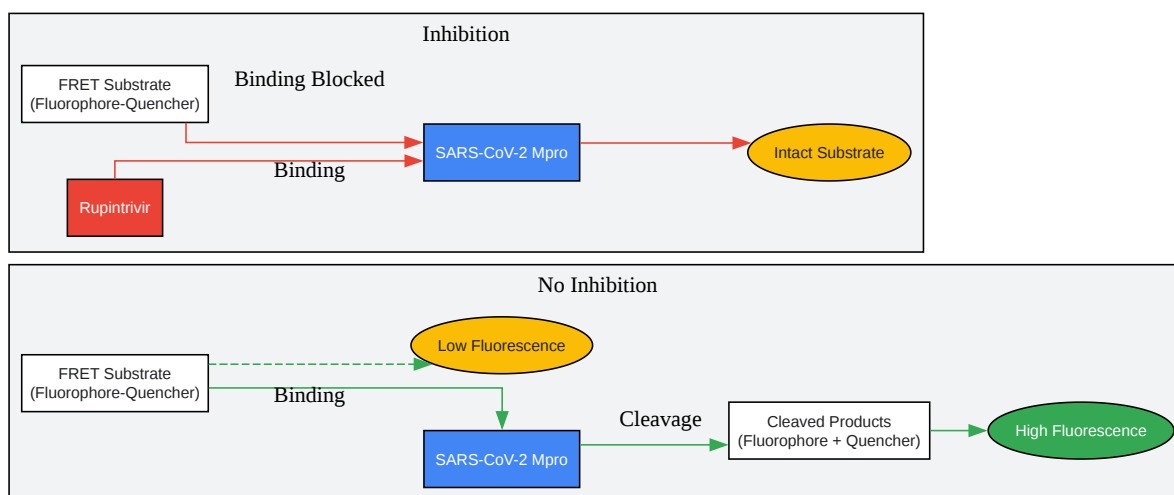 Inhibition
FRET Substrate
(Fluorophore-Quencher)
Binding Blocked
SARS-CoV-2 Mpro
Intact Substrate
Binding
Rupintrivir
No Inhibition
Low Fluorescence
FRET Substrate
(Fluorophore-Quencher)
Binding
Cleavage
Cleaved Products
(Fluorophore + Quencher)
High Fluorescence
SARS-CoV-2 Mpro